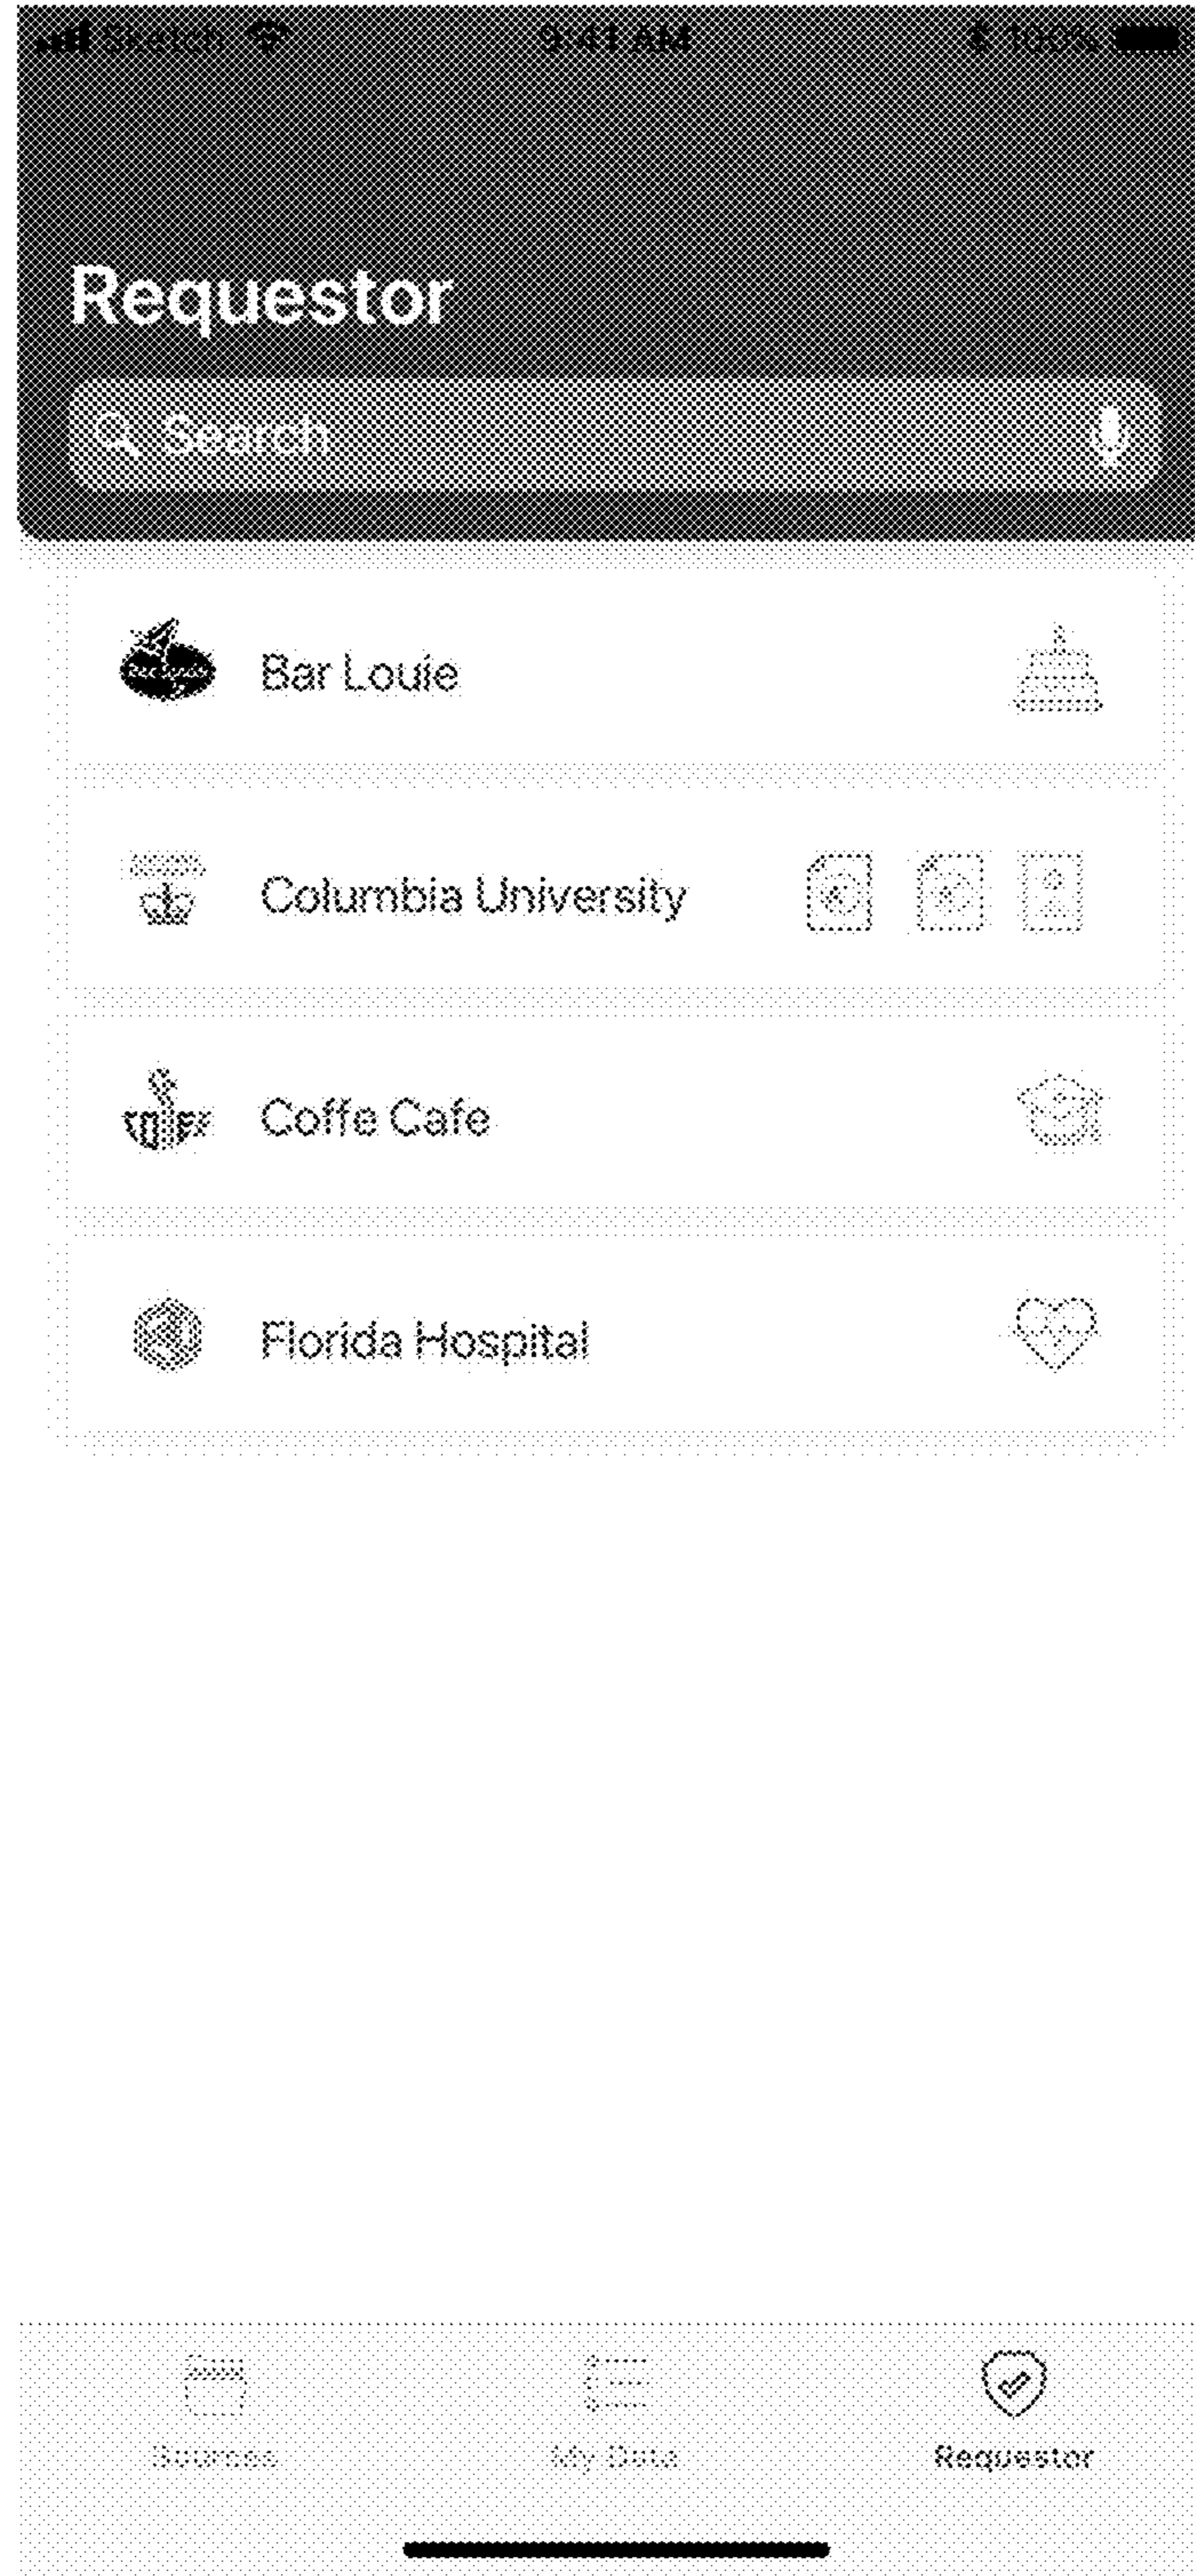 Sketch 9:41 AM 100%
Requestor
Search
Bar Louie
Columbia University
Coffe Cafe
Florida Hospital
Sources My Data Requestor